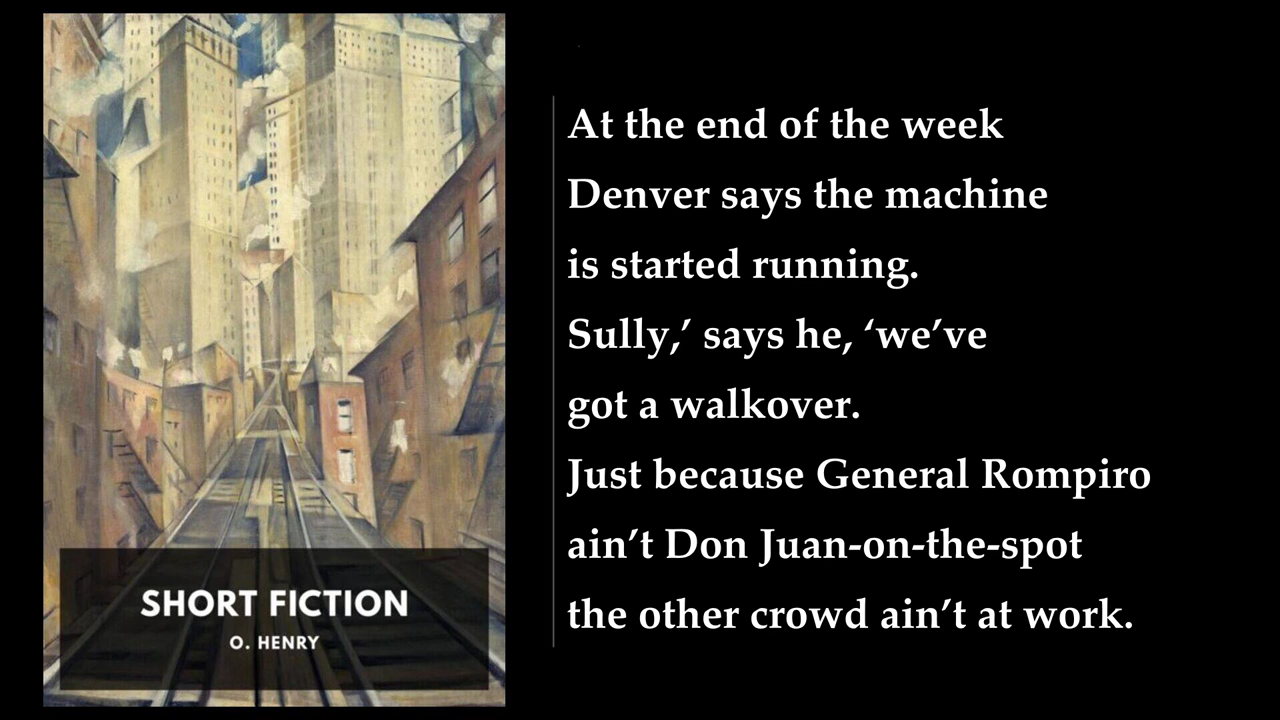 SHORT FICTION
O. HENRY
At the end of the week
Denver says the machine
is started running.
Sully,’ says he, ‘we’ve
got a walkover.
Just because General Rompiro
ain’t Don Juan-on-the-spot
the other crowd ain’t at work.